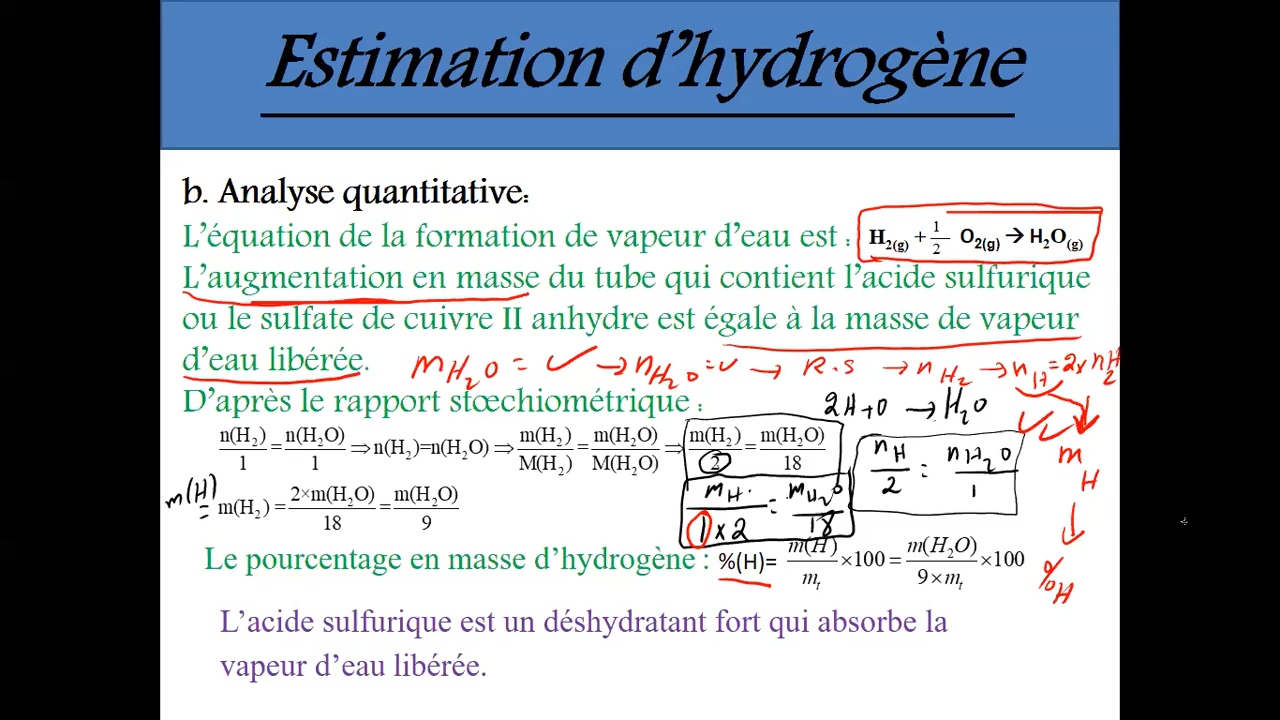 Estimation d'hydrogène
b. Analyse quantitative:
L'équation de la formation de vapeur d'eau est : H2(g) + 1/2 O2(g) → H2O(g)
L'augmentation en masse du tube qui contient l'acide sulfurique
ou le sulfate de cuivre II anhydre est égale à la masse de vapeur
d'eau libérée. mH2O = ✓ → nH2O = ✓ → R.S → nH2 → nH = 2 × nH2
D'après le rapport stœchiométrique : 2H + O → H2O
n(H2)/1 = n(H2O)/1 ⇒ n(H2)=n(H2O) ⇒ m(H2)/M(H2) = m(H2O)/M(H2O) ⇒ m(H2)/2 = m(H2O)/18 nH/2 = nH2O/1 mH
m(H) = m(H2) = 2×m(H2O)/18 = m(H2O)/9 mH/1×2 = mH2O/18
Le pourcentage en masse d'hydrogène : %(H)= m(H)/mt ×100 = m(H2O)/9×mt ×100 %H
L'acide sulfurique est un déshydratant fort qui absorbe la
vapeur d'eau libérée.